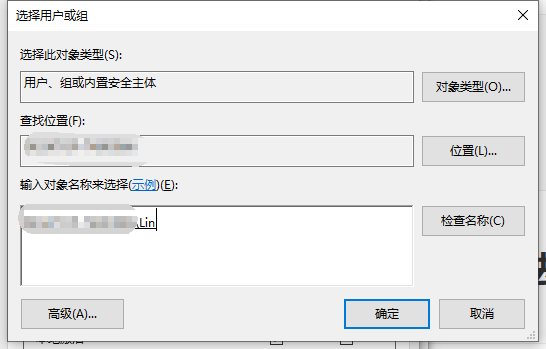 选择用户或组
选择此对象类型(S):
用户、组或内置安全主体
对象类型(O)...
查找位置(F):
位置(L)...
输入对象名称来选择(示例)(E):
\Lin
检查名称(C)
高级(A)...
确定
取消